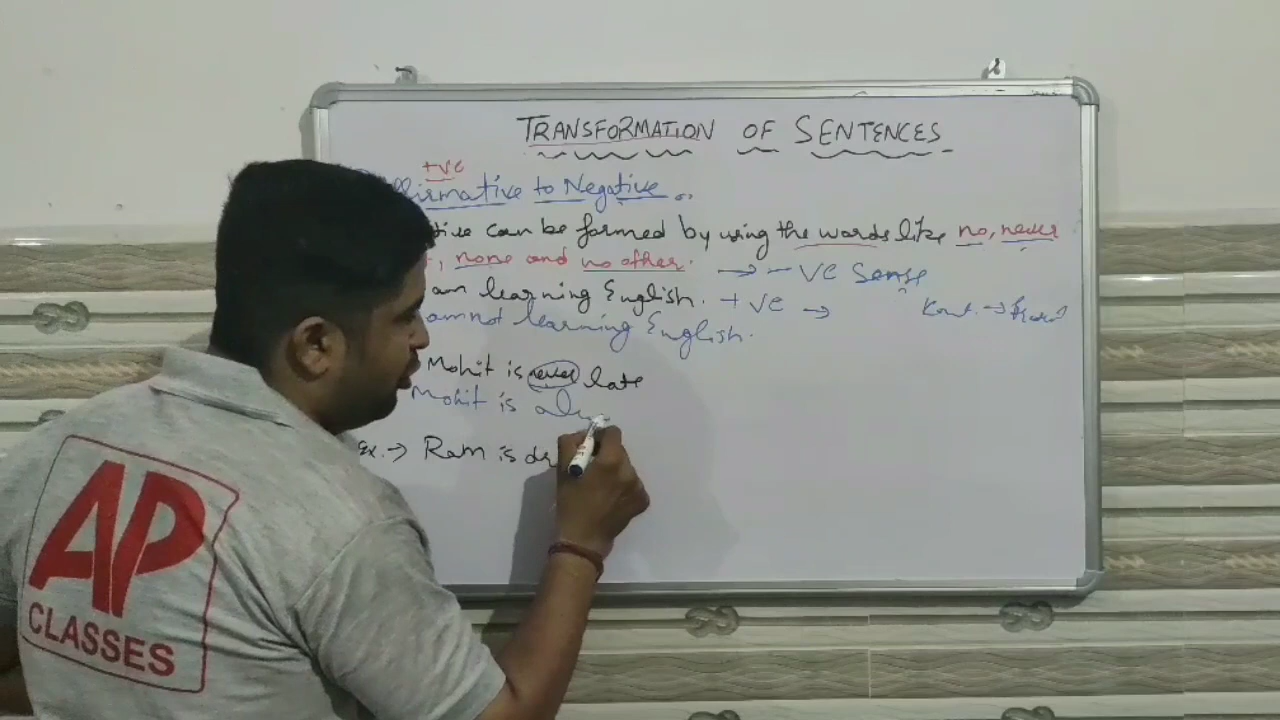 TRANSFORMATION OF SENTENCES
+ve
ffirmative to Negative
tive can be formed by using the words like no, never
, none and no other. → -ve Sense
am learning English. +ve →
am not learning English.
Mohit is never late
Mohit is
Ex. → Ram is
AP
CLASSES